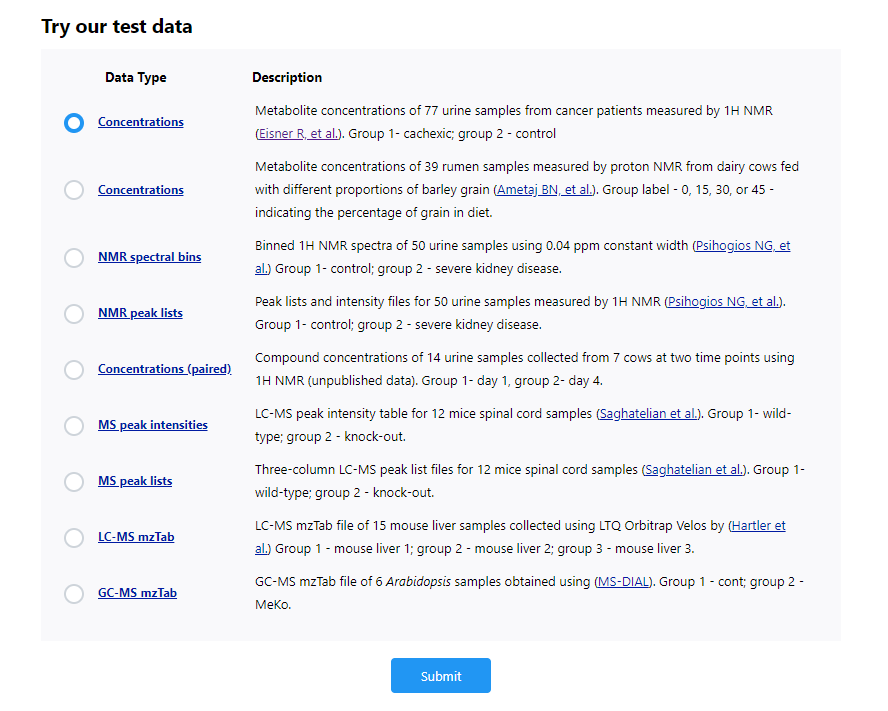 Try our test data
Data Type Description
Metabolite concentrations of 77 urine samples from cancer patients measured by 1H NMR
Concentrations
(Eisner R, et al.). Group 1- cachexic; group 2 - control
Metabolite concentrations of 39 rumen samples measured by proton NMR from dairy cows fed
Concentrations
with different proportions of barley grain (Ametaj BN, et al.). Group label - 0, 15, 30, or 45 -
indicating the percentage of grain in diet.
Binned 1H NMR spectra of 50 urine samples using 0.04 ppm constant width (Psihogios NG, et
NMR spectral bins
al.) Group 1- control; group 2 - severe kidney disease.
Peak lists and intensity files for 50 urine samples measured by 1H NMR (Psihogios NG, et al.).
NMR peak lists
Group 1- control; group 2 - severe kidney disease.
Compound concentrations of 14 urine samples collected from 7 cows at two time points using
Concentrations (paired)
1H NMR (unpublished data). Group 1- day 1, group 2- day 4.
LC-MS peak intensity table for 12 mice spinal cord samples (Saghatelian et al.). Group 1- wild-
MS peak intensities
type; group 2 - knock-out.
Three-column LC-MS peak list files for 12 mice spinal cord samples (Saghatelian et al.). Group 1-
MS peak lists
wild-type; group 2 - knock-out.
LC-MS mzTab file of 15 mouse liver samples collected using LTQ Orbitrap Velos by (Hartler et
LC-MS mzTab
al.) Group 1 - mouse liver 1; group 2 - mouse liver 2; group 3 - mouse liver 3.
GC-MS mzTab file of 6 Arabidopsis samples obtained using (MS-DIAL). Group 1 - cont; group 2 -
GC-MS mzTab
MeKo.
Submit